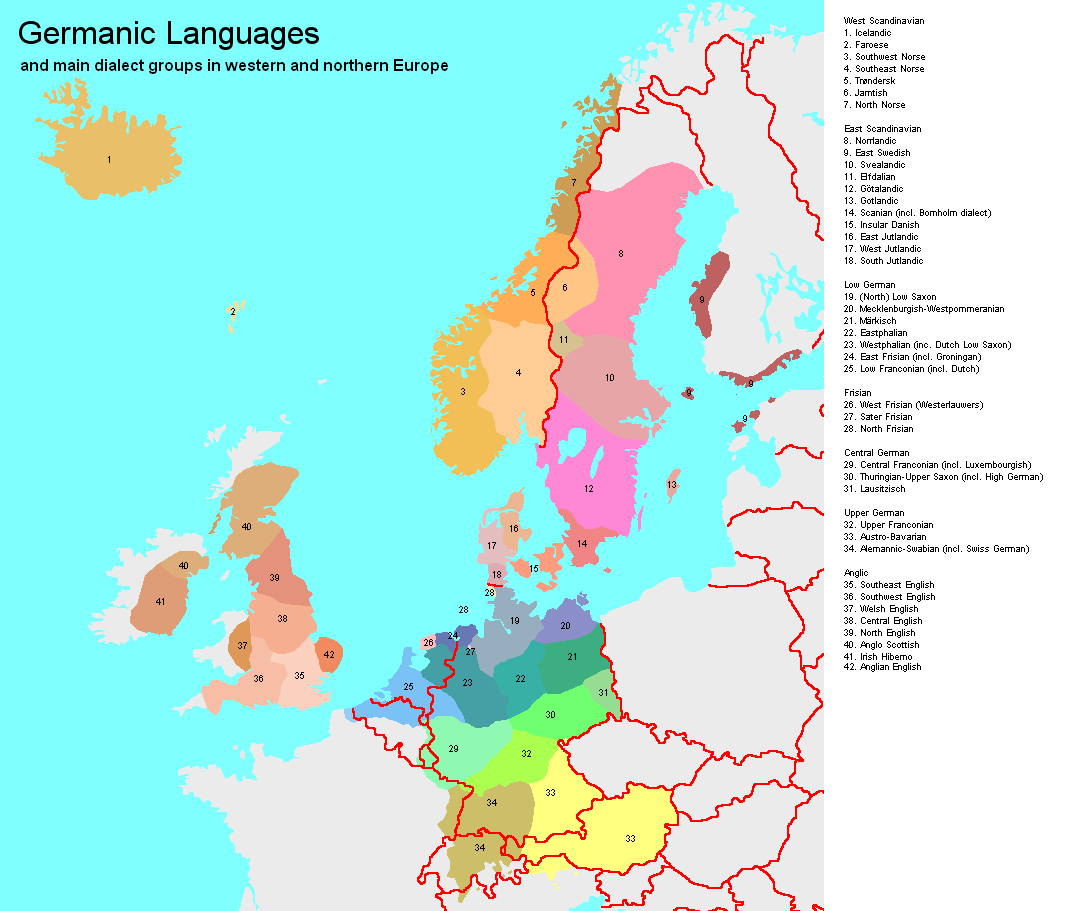 Germanic Languages
and main dialect groups in western and northern Europe
West Scandinavian
1. Icelandic
2. Faroese
3. Southwest Norse
4. Southeast Norse
5. Trøndersk
6. Jamtish
7. North Norse
East Scandinavian
8. Norrlandic
9. East Swedish
10. Svealandic
11. Elfdalian
12. Götalandic
13. Gotlandic
14. Scanian (incl. Bornholm dialect)
15. Insular Danish
16. East Jutlandic
17. West Jutlandic
18. South Jutlandic
Low German
19. (North) Low Saxon
20. Mecklenburgish-Westpommeranian
21. Märkisch
22. Eastphalian
23. Westphalian (inc. Dutch Low Saxon)
24. East Frisian (incl. Groningan)
25. Low Franconian (incl. Dutch)
Frisian
26. West Frisian (Westerlauwers)
27. Sater Frisian
28. North Frisian
Central German
29. Central Franconian (incl. Luxembourgish)
30. Thuringian-Upper Saxon (incl. High German)
31. Lausitzisch
Upper German
32. Upper Franconian
33. Austro-Bavarian
34. Alemannic-Swabian (incl. Swiss German)
Anglic
35. Southeast English
36. Southwest English
37. Welsh English
38. Central English
39. North English
40. Anglo Scottish
41. Irish Hiberno
42. Anglian English
1
7
8
6
5
9
2
11
4
10
3
9
9
9
13
12
16
40
17
14
40
15
18
39
28
41
28
38
19
20
24
26
37
27
42
21
35
36
23
22
25
31
30
29
32
33
34
33
34